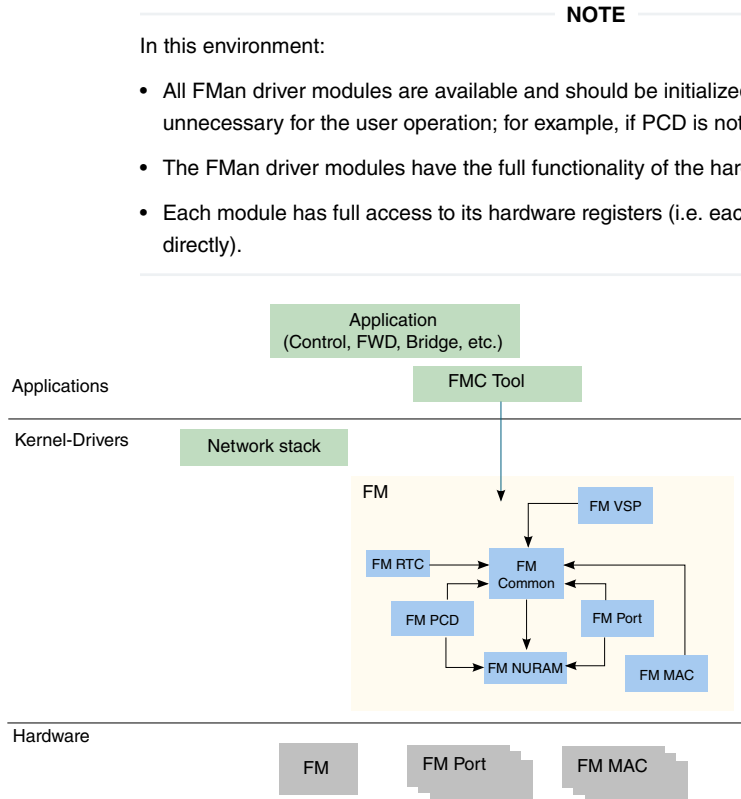 NOTE
In this environment:
• All FMan driver modules are available and should be initialized
unnecessary for the user operation; for example, if PCD is not
• The FMan driver modules have the full functionality of the
• Each module has full access to its hardware registers (i.e.
directly).
Application
(Control, FWD, Bridge, etc.)
Applications
FMC Tool
Kernel-Drivers
Network stack
FM
FM VSP
FM RTC
FM
Common
FM PCD
FM Port
FM NURAM
FM MAC
Hardware
FM
FM Port
FM MAC